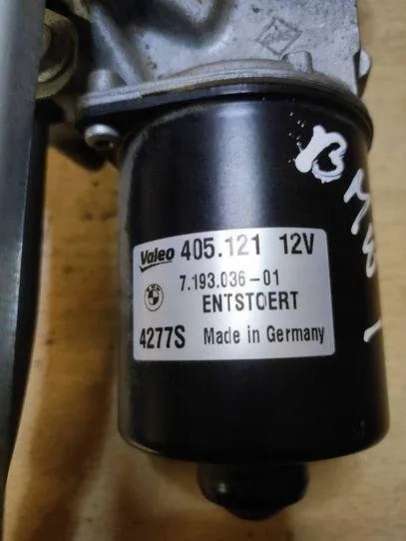 Valeo 405.121 12V
7.193.036-01
ENTSTOERT
4277S Made in Germany
BMW 1